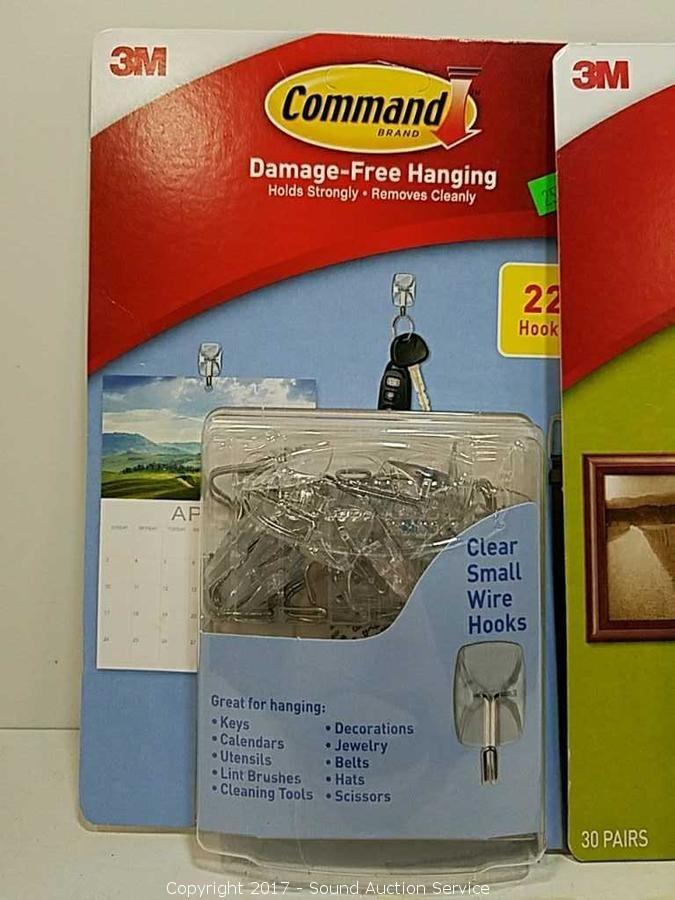 3M
Command
BRAND
Damage-Free Hanging
Holds Strongly • Removes Cleanly
22
Hook
Clear
Small
Wire
Hooks
Great for hanging:
• Keys
• Calendars
• Utensils
• Lint Brushes
• Cleaning Tools
• Decorations
• Jewelry
• Belts
• Hats
• Scissors
3M
30 PAIRS
Copyright 2017 - Sound Auction Service